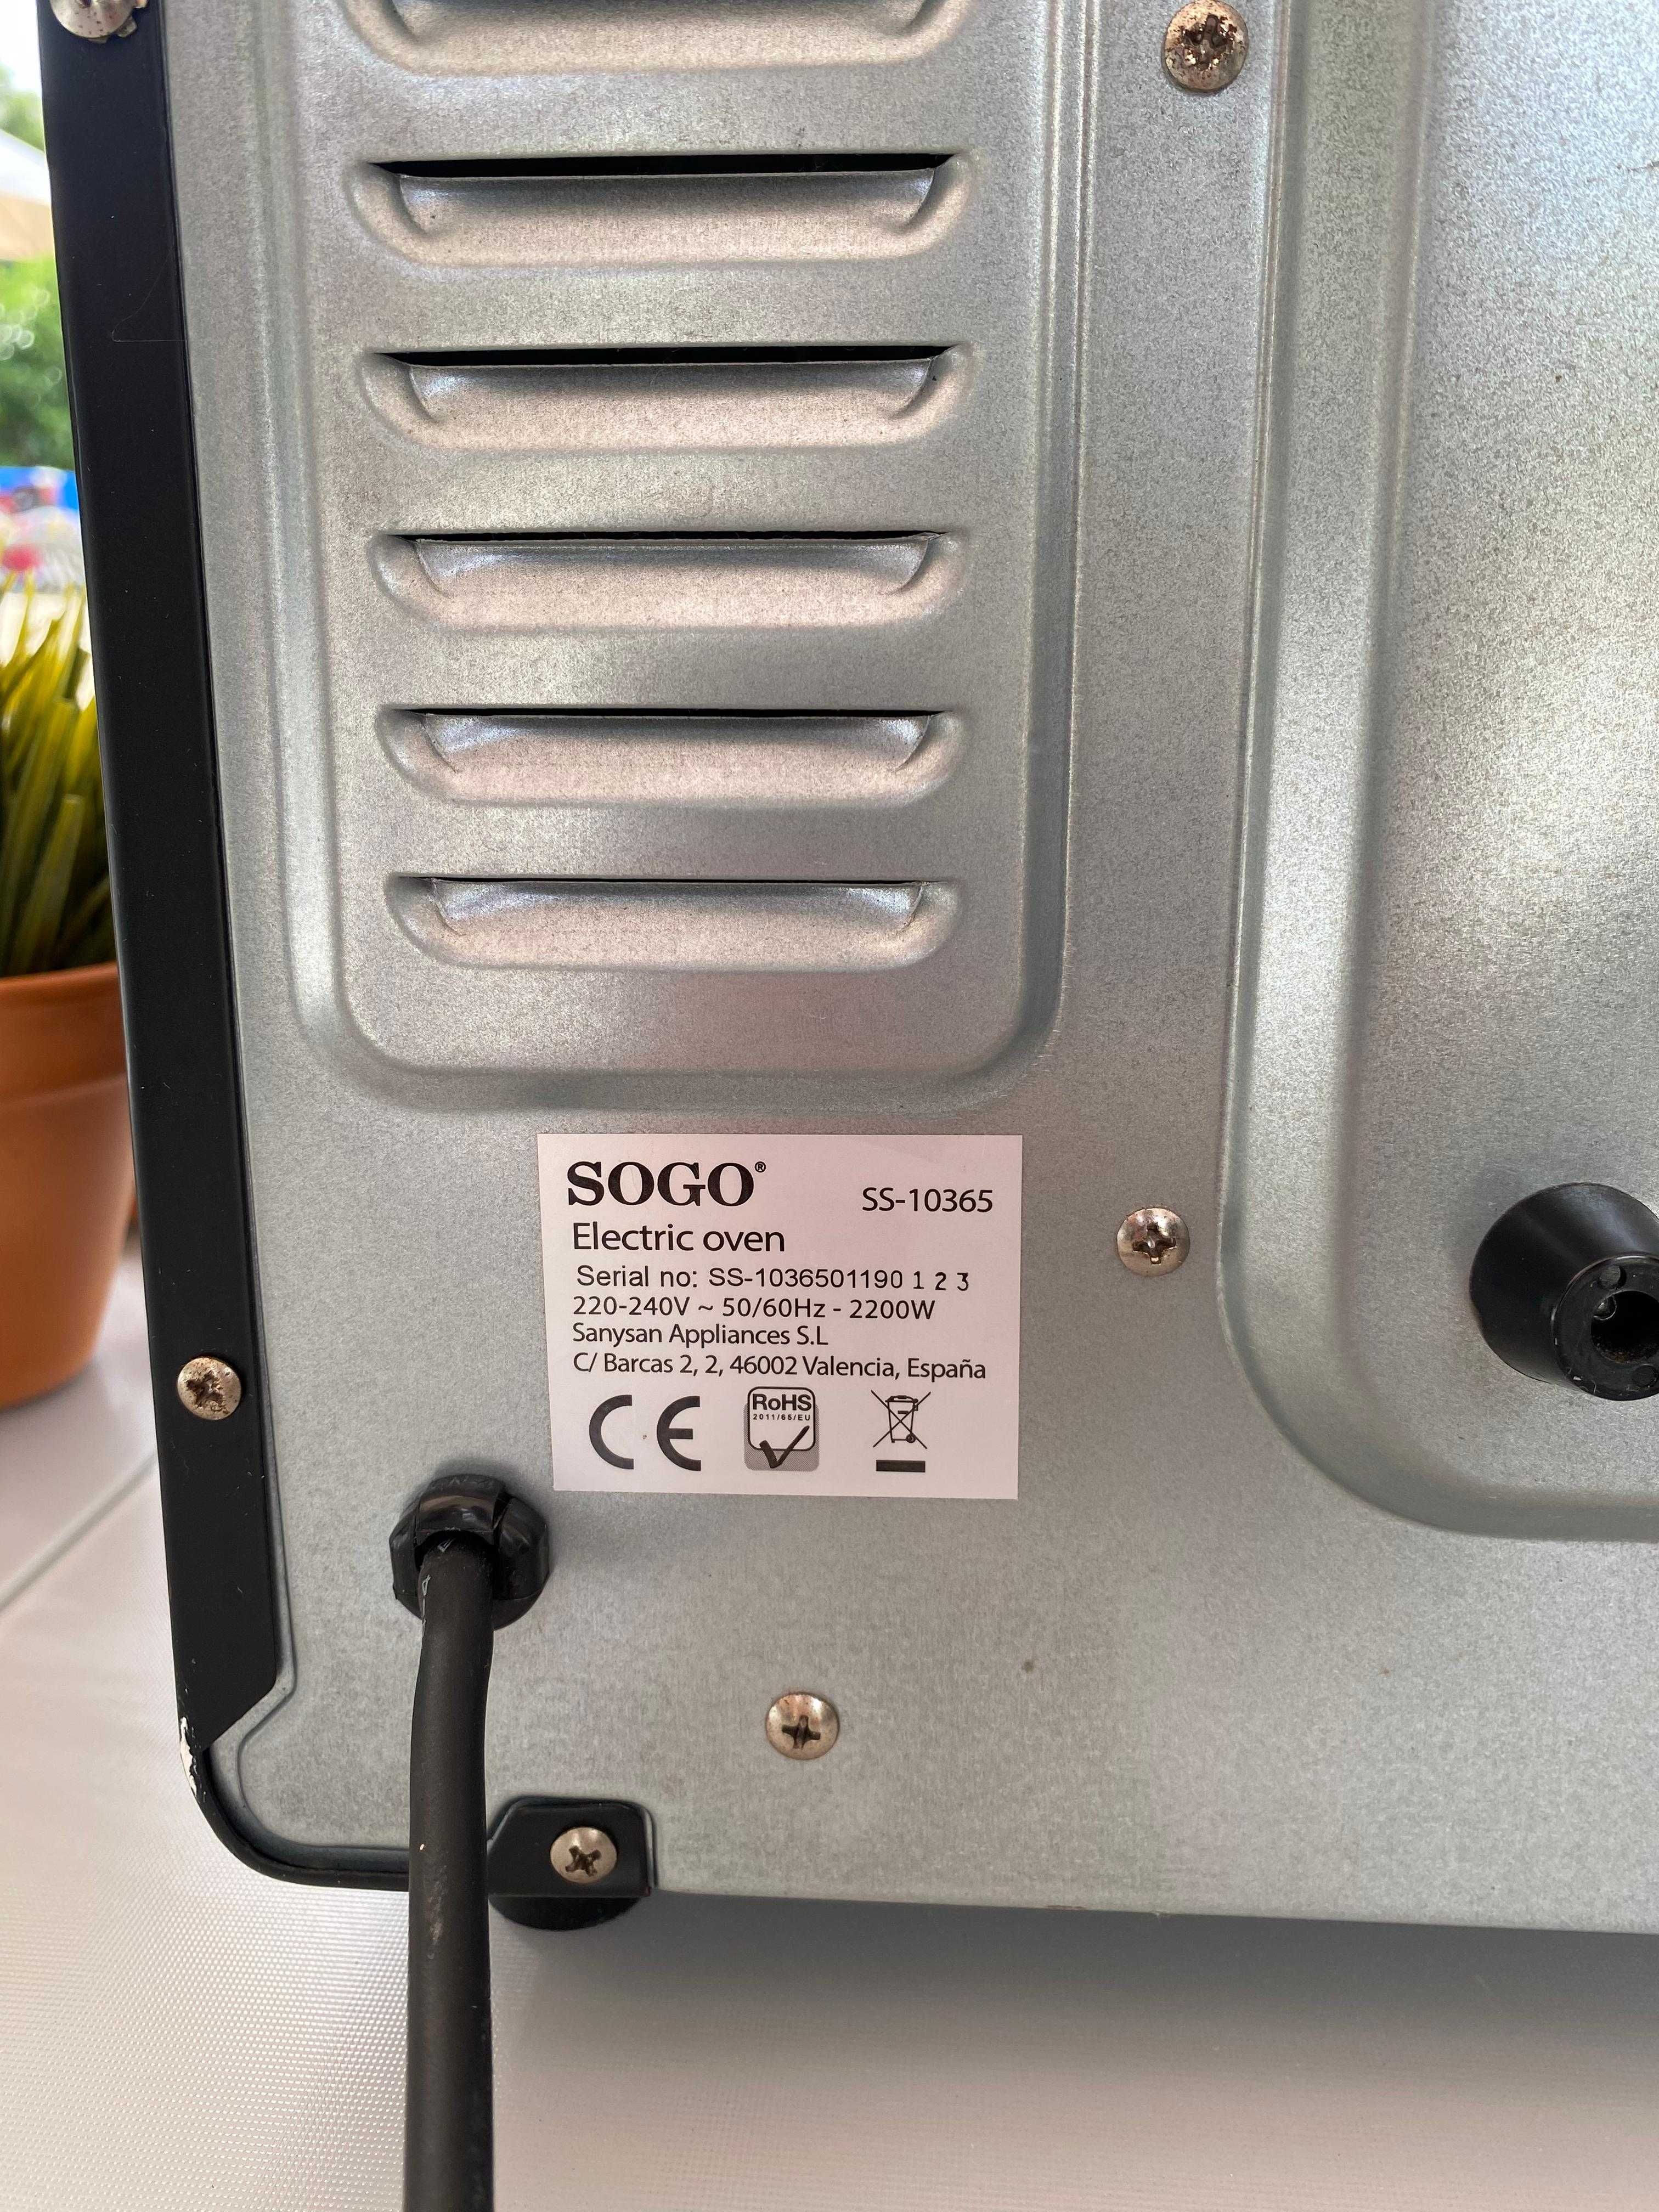 SOGO®
SS-10365
Electric oven
Serial no: SS-1036501190 1 2 3
220-240V ~ 50/60Hz - 2200W
Sanysan Appliances S.L
C/ Barcas 2, 2, 46002 Valencia, España
CE
RoHS
2011/65/EU